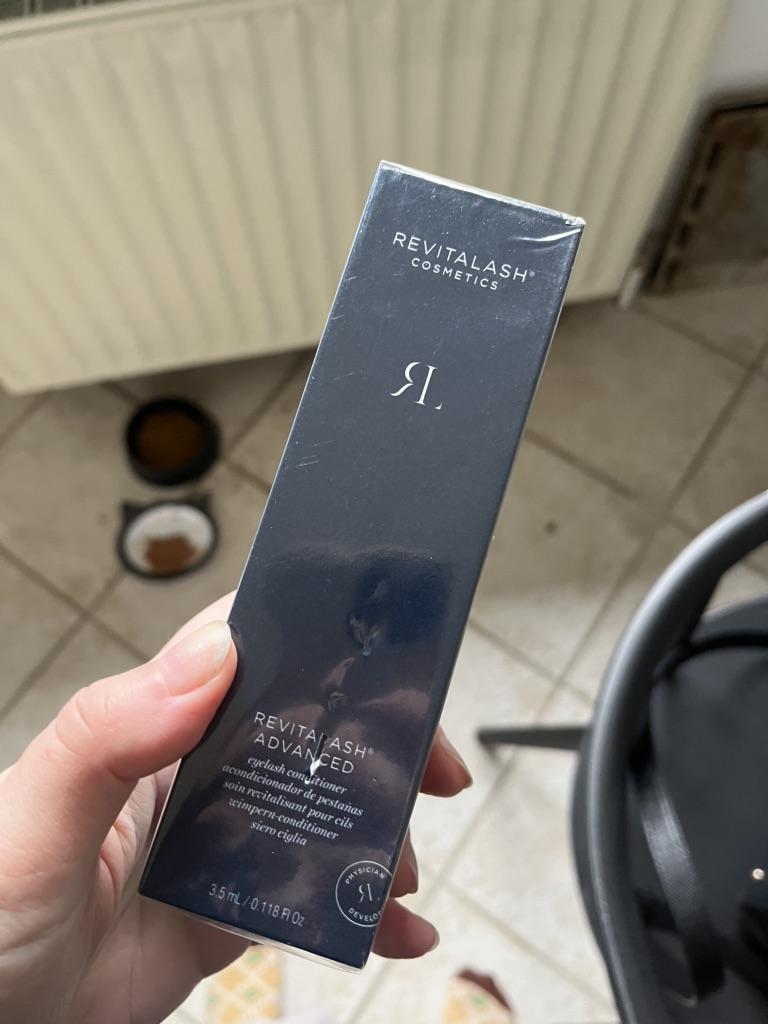 REVITALASH®
COSMETICS
RL
REVITALASH®
ADVANCED
eyelash conditioner
acondicionador de pestañas
soin revitalisant pour cils
wimpern-conditioner
siero ciglia
3.5 mL / 0.118 Fl Oz
PHYSICIAN
RL